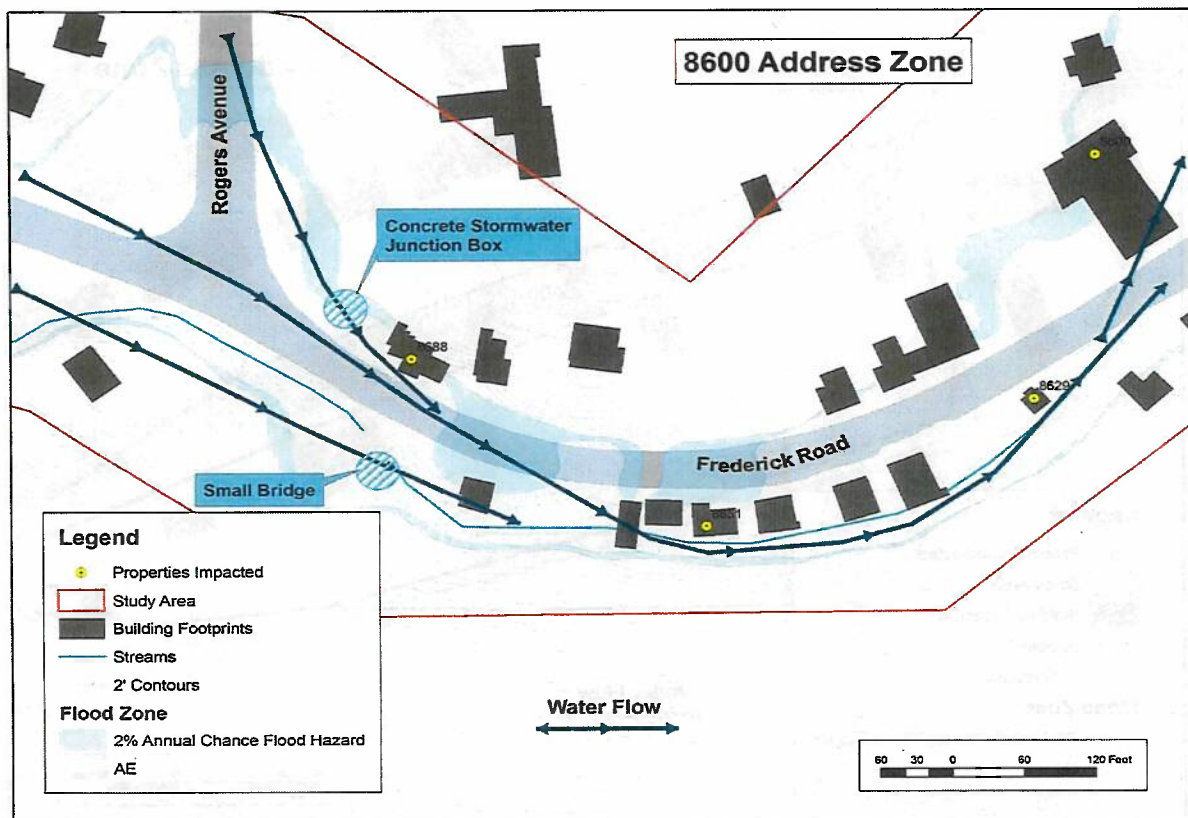 8600 Address Zone
Rogers Avenue
Concrete Stormwater
Junction Box
8688
8629
Frederick Road
Small Bridge
8651
Legend
Properties Impacted
Study Area
Building Footprints
Streams
2' Contours
Flood Zone
2% Annual Chance Flood Hazard
AE
Water Flow
60 30 0 60 120 Feet